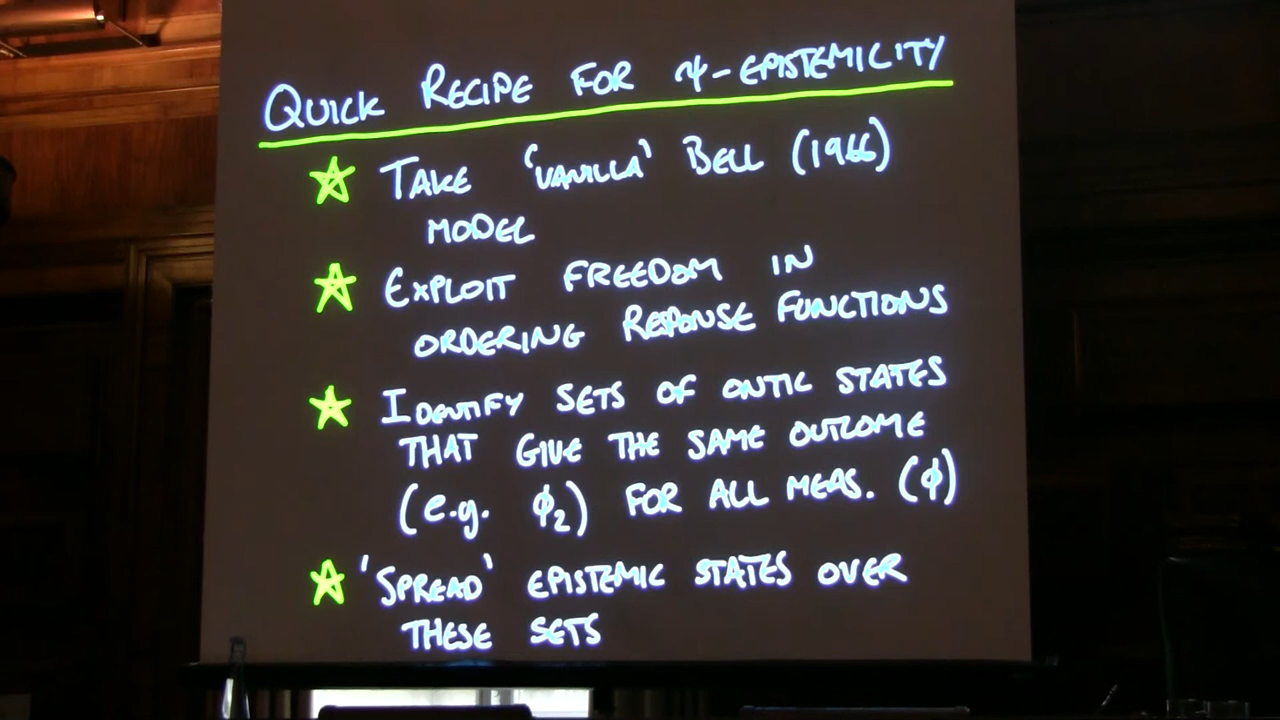 QUICK RECIPE FOR ψ-EPISTEMICITY
TAKE 'VANILLA' BELL (1966)
MODEL
EXPLOIT FREEDOM IN
ORDERING RESPONSE FUNCTIONS
IDENTIFY SETS OF ONTIC STATES
THAT GIVE THE SAME OUTCOME
(e.g. ϕ₂) FOR ALL MEAS. (ϕ)
'SPREAD' EPISTEMIC STATES OVER
THESE SETS